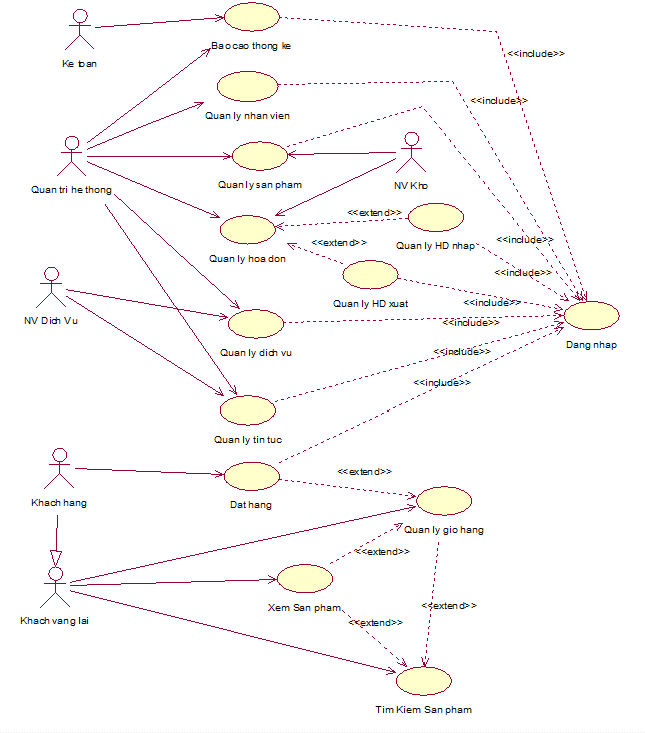 Ke toan
Bao cao thong ke
<<include>>
Quan ly nhan vien
<<include>>
Quan tri he thong
Quan ly san pham
NV Kho
<<extend>>
Quan ly HD nhap
<<include>>
Quan ly hoa don
<<extend>>
<<include>>
Quan ly HD xuat
<<include>>
NV Dich Vu
<<include>>
Quan ly dich vu
Dang nhap
<<include>>
<<include>>
Quan ly tin tuc
Khach hang
Dat hang
<<extend>>
Quan ly gio hang
<<extend>>
Xem San pham
<<extend>>
<<extend>>
Khach vang lai
Tim Kiem San pham